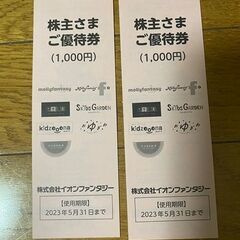 株主さま
ご優待券
(1,000円)
mollyfantasy
Skids GARDEN
kidzooona
株式会社イオンファンタジー
【使用期限】
2023年5月31日まで
株主さま
ご優待券
(1,000円)
mollyfantasy
Skids GARDEN
kidzooona
株式会社イオンファンタジー
【使用期限】
2023年5月31日まで